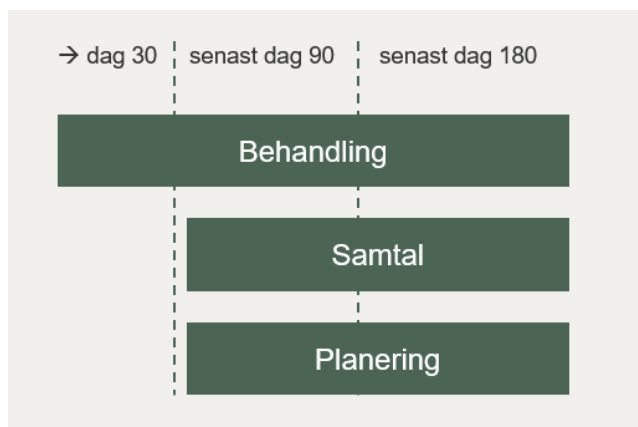 → dag 30 senast dag 90 senast dag 180
Behandling
Samtal
Planering